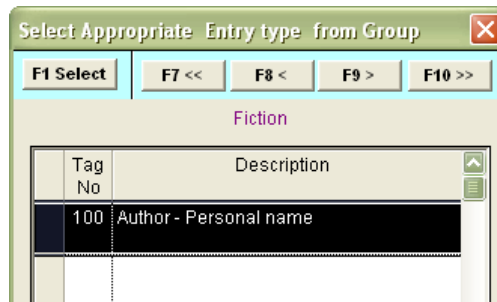 Select Appropriate Entry type from Group
F1 Select F7 << F8 < F9 > F10 >>
Fiction
Tag No Description
100 Author - Personal name